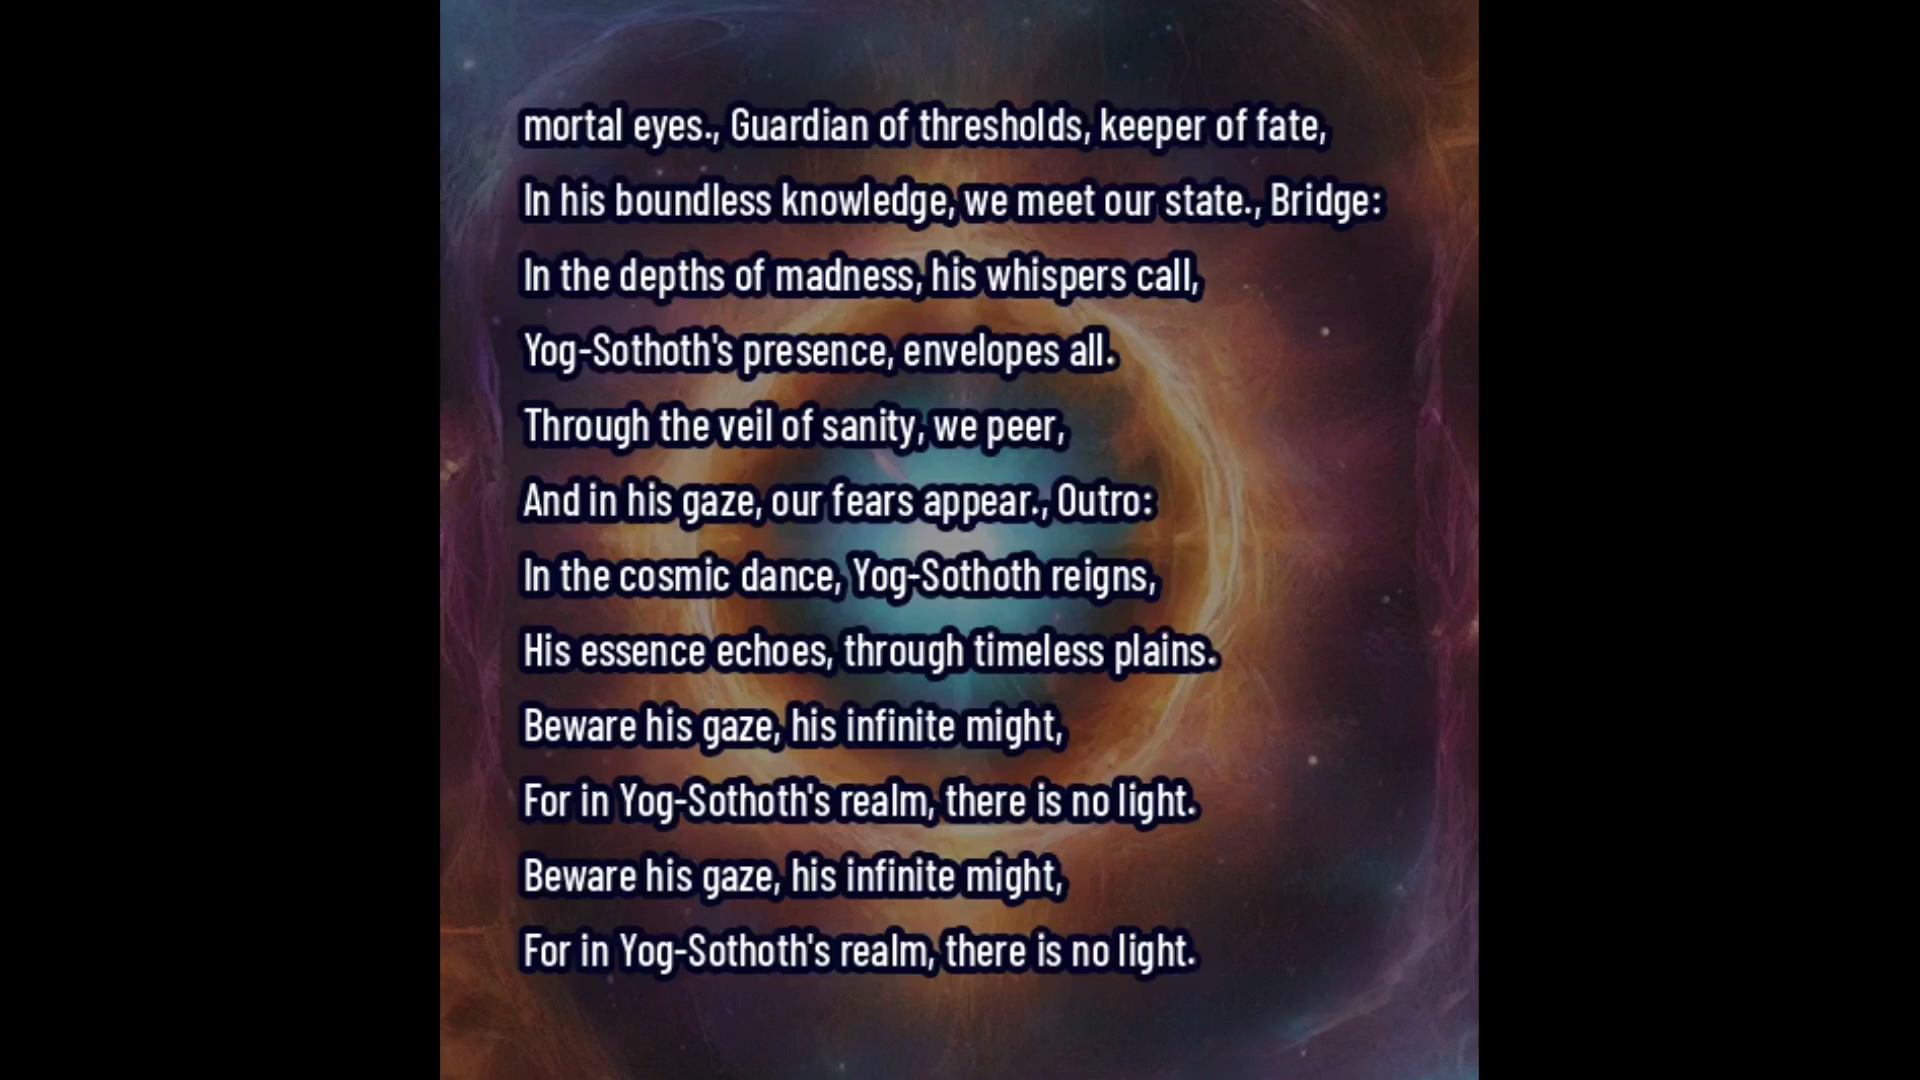 mortal eyes., Guardian of thresholds, keeper of fate,
In his boundless knowledge, we meet our state., Bridge:
In the depths of madness, his whispers call,
Yog-Sothoth's presence, envelopes all.
Through the veil of sanity, we peer,
And in his gaze, our fears appear., Outro:
In the cosmic dance, Yog-Sothoth reigns,
His essence echoes, through timeless plains.
Beware his gaze, his infinite might,
For in Yog-Sothoth's realm, there is no light.
Beware his gaze, his infinite might,
For in Yog-Sothoth's realm, there is no light.